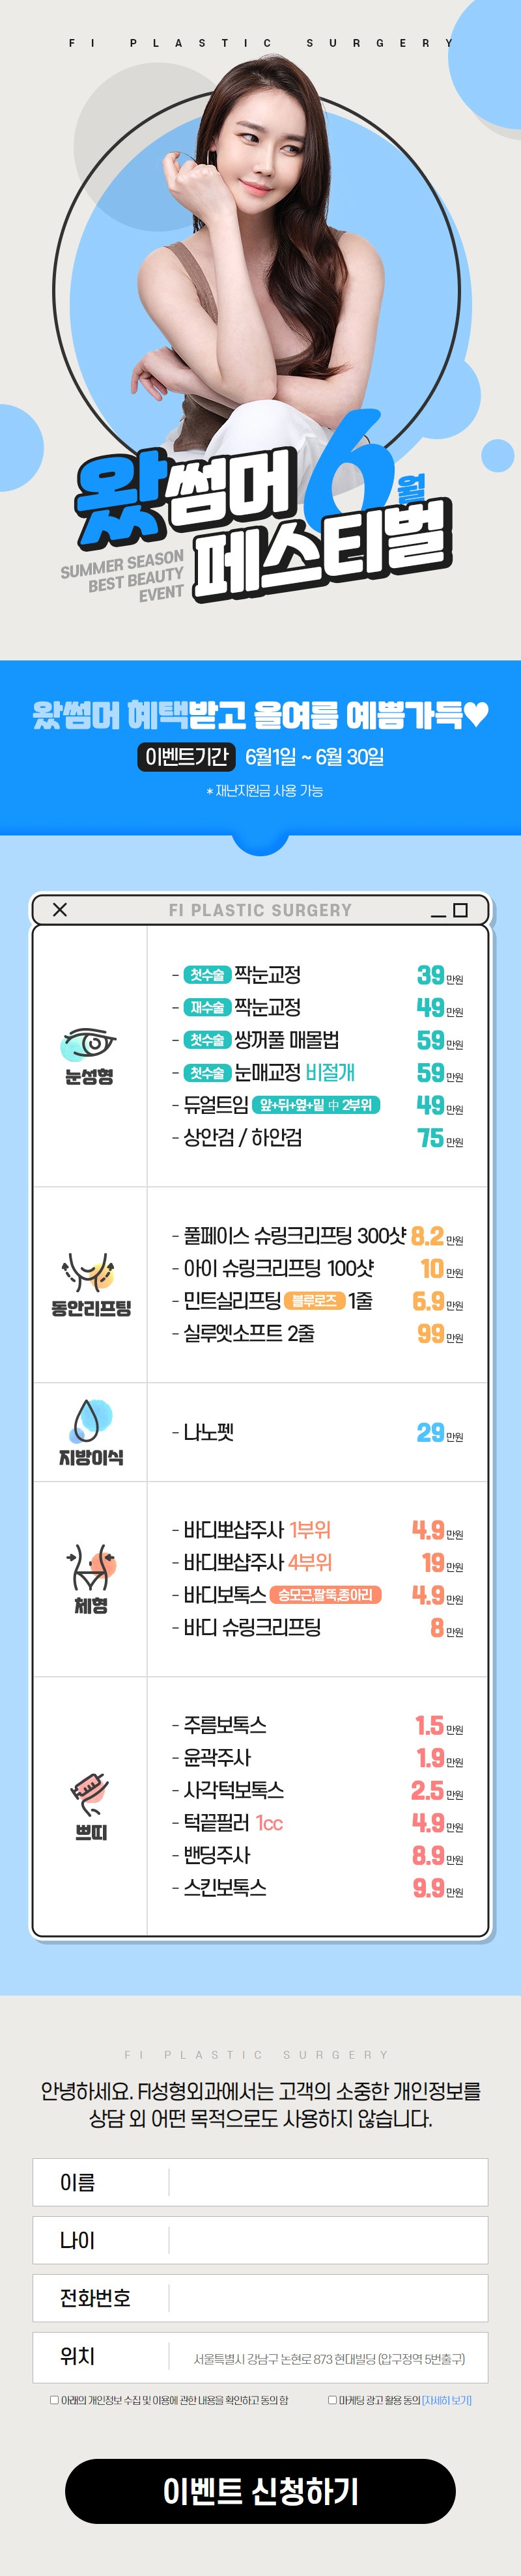 FI PLASTIC SURGERY
왔썸머 6월
페스티벌
SUMMER SEASON
BEST BEAUTY
EVENT
왔썸머 혜택받고 올여름 예쁨가득♥
이벤트기간 6월1일 ~ 6월 30일
* 재난지원금 사용 가능
FI PLASTIC SURGERY
눈성형
- 첫수술 짝눈교정 39만원
- 재수술 짝눈교정 49만원
- 첫수술 쌍꺼풀 매몰법 59만원
- 첫수술 눈매교정 비절개 59만원
- 듀얼트임 앞+뒤+옆+밑 中 2부위 49만원
- 상안검 / 하안검 75만원
동안리프팅
- 풀페이스 슈링크리프팅 300샷 8.2만원
- 아이 슈링크리프팅 100샷 10만원
- 민트실리프팅 블루로즈 1줄 6.9만원
- 실루엣소프트 2줄 99만원
지방이식
- 나노펫 29만원
체형
- 바디뽀샵주사 1부위 4.9만원
- 바디뽀샵주사 4부위 19만원
- 바디보톡스 승모근,팔뚝,종아리 4.9만원
- 바디 슈링크리프팅 8만원
쁘띠
- 주름보톡스 1.5만원
- 윤곽주사 1.9만원
- 사각턱보톡스 2.5만원
- 턱끝필러 1cc 4.9만원
- 밴딩주사 8.9만원
- 스킨보톡스 9.9만원
FI PLASTIC SURGERY
안녕하세요. FI성형외과에서는 고객의 소중한 개인정보를
상담 외 어떤 목적으로도 사용하지 않습니다.
이름
나이
전화번호
위치 서울특별시 강남구 논현로 873 현대빌딩 (압구정역 5번출구)
아래의 개인정보 수집 및 이용에 관한 내용을 확인하고 동의 함 마케팅 광고 활용 동의 [자세히 보기]
이벤트 신청하기